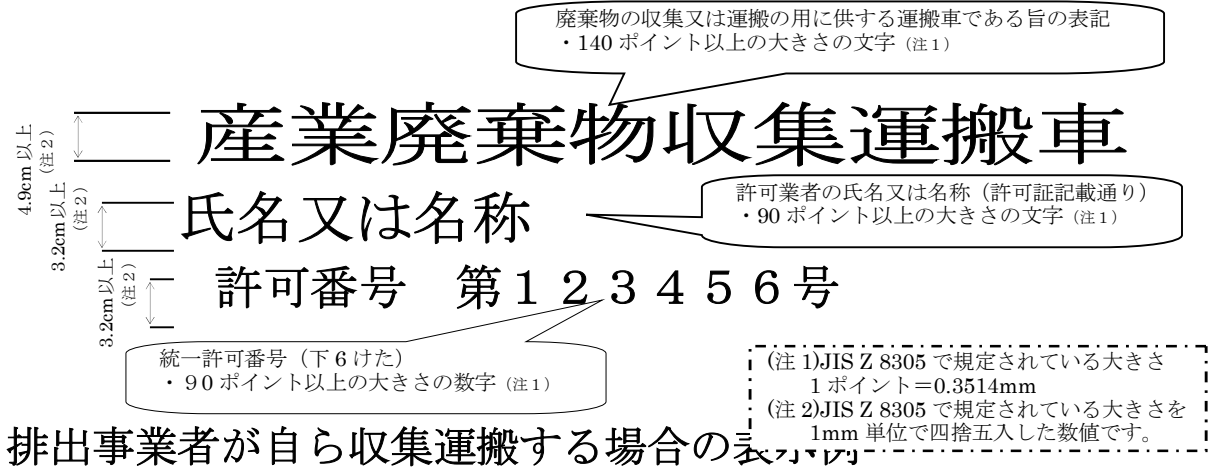 廃棄物の収集又は運搬の用に供する運搬車である旨の表記
・140 ポイント以上の大きさの文字（注１）
産業廃棄物収集運搬車
4.9cm 以上
（注２）
氏名又は名称
3.2cm 以上
（注２）
許可業者の氏名又は名称（許可証記載通り）
・90 ポイント以上の大きさの文字（注１）
許可番号　第１２３４５６号
3.2cm 以上
（注２）
統一許可番号（下 6 けた）
・９0 ポイント以上の大きさの数字（注１）
(注 1)JIS Z 8305 で規定されている大きさ
1 ポイント＝0.3514mm
(注 2)JIS Z 8305 で規定されている大きさを
1mm 単位で四捨五入した数値です。
排出事業者が自ら収集運搬する場合の表示例